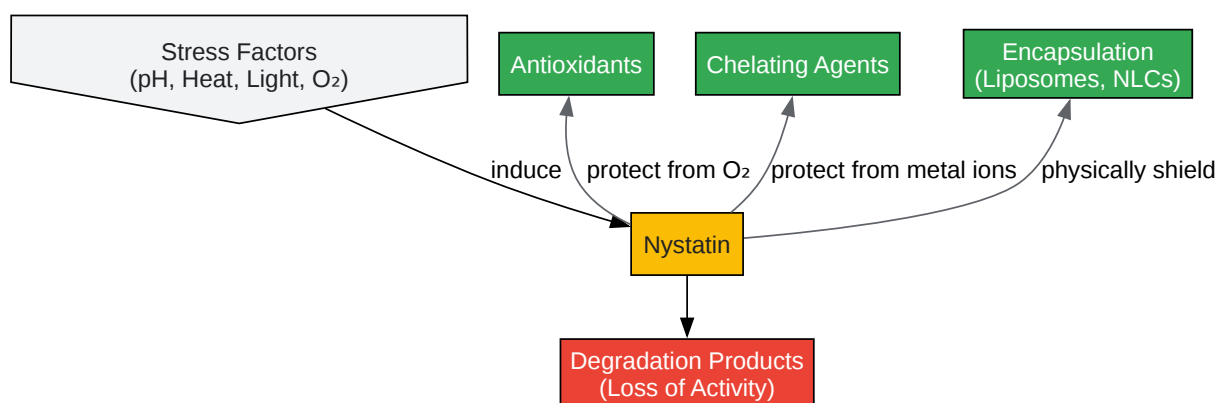 Stress Factors
(pH, Heat, Light, O₂)
Antioxidants
Chelating Agents
Encapsulation
(Liposomes, NLCs)
induce
protect from O₂
protect from metal ions
physically shield
Nystatin
Degradation Products
(Loss of Activity)